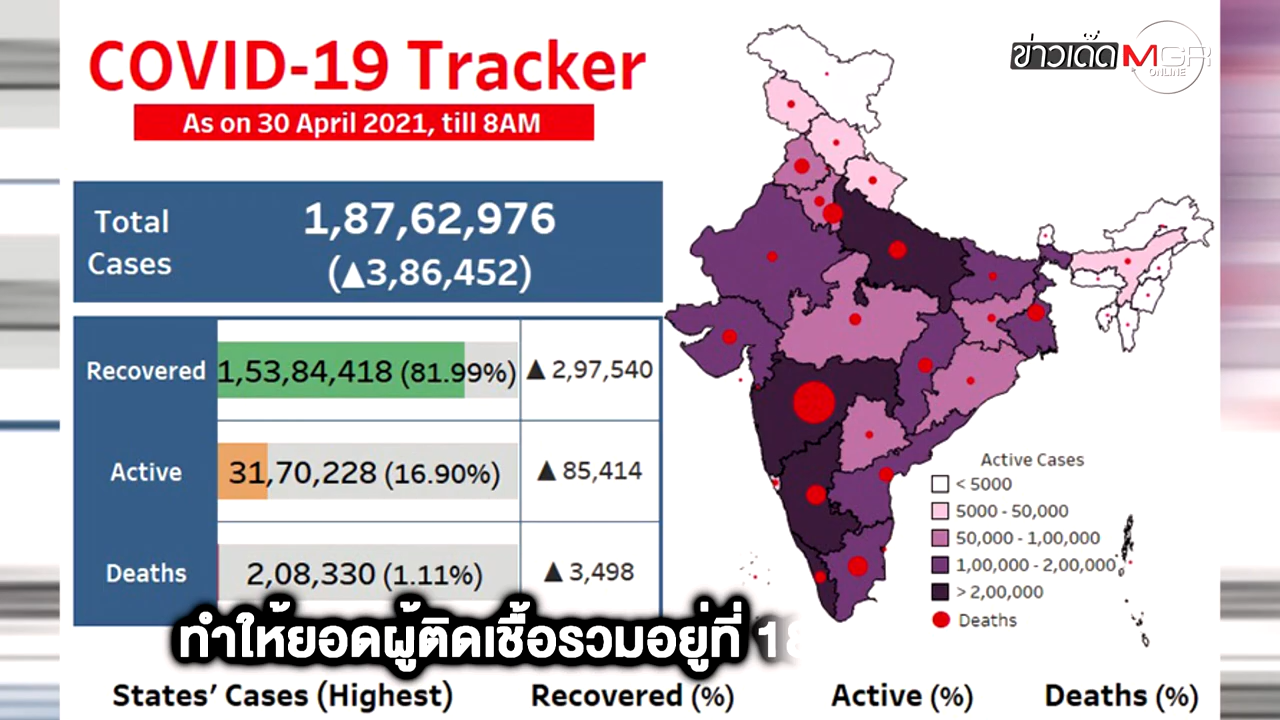 COVID-19 Tracker
As on 30 April 2021, till 8AM
ข่าวเด็ด MGR
ONLINE
Total
Cases
1,87,62,976
(▲3,86,452)
Recovered 1,53,84,418 (81.99%) ▲ 2,97,540
Active 31,70,228 (16.90%) ▲ 85,414
Deaths 2,08,330 (1.11%) ▲ 3,498
Active Cases
< 5000
5000 - 50,000
50,000 - 1,00,000
1,00,000 - 2,00,000
> 2,00,000
Deaths
ทำให้ยอดผู้ติดเชื้อรวมอยู่ที่ 18
States’ Cases (Highest) Recovered (%) Active (%) Deaths (%)